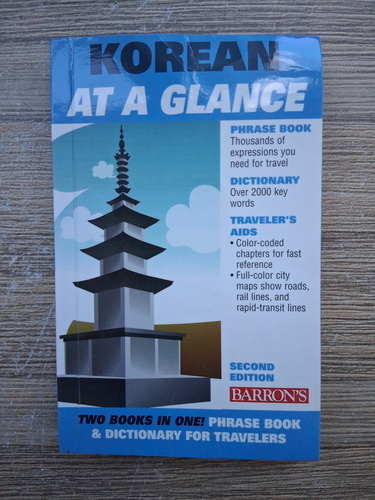 KOREAN
AT A GLANCE
PHRASE BOOK
Thousands of
expressions you
need for travel
DICTIONARY
Over 2000 key
words
TRAVELER'S
AIDS
• Color-coded
chapters for fast
reference
• Full-color city
maps show roads,
rail lines, and
rapid-transit lines
SECOND
EDITION
BARRON'S
TWO BOOKS IN ONE! PHRASE BOOK
& DICTIONARY FOR TRAVELERS